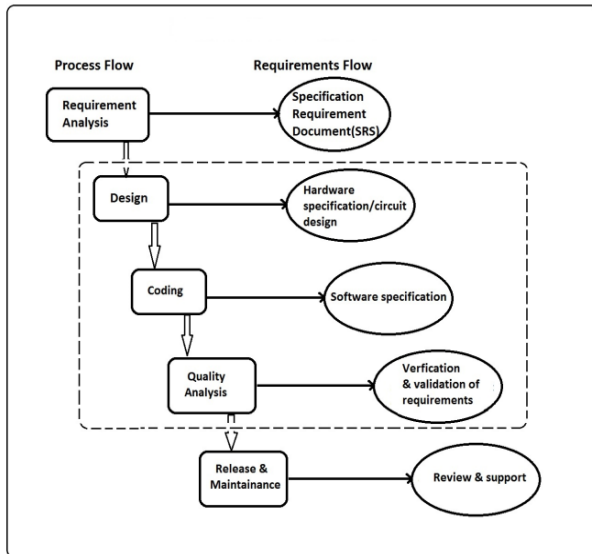 Process Flow
Requirements Flow
Requirement
Analysis
Specification
Requirement
Document(SRS)
Design
Hardware
specification/circuit
design
Coding
Software specification
Quality
Analysis
Verfication
& validation of
requirements
Release &
Maintainance
Review & support